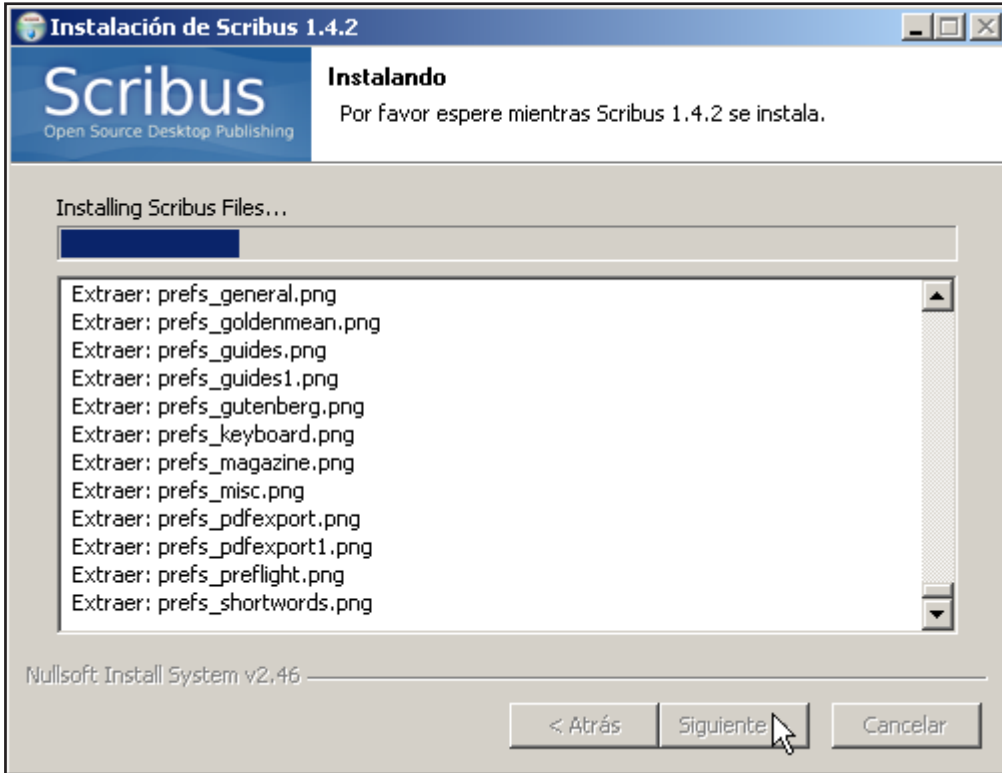 Instalación de Scribus 1.4.2
Scribus
Open Source Desktop Publishing
Instalando
Por favor espere mientras Scribus 1.4.2 se instala.
Installing Scribus Files...
Extraer: prefs_general.png
Extraer: prefs_goldenmean.png
Extraer: prefs_guides.png
Extraer: prefs_guides1.png
Extraer: prefs_gutenberg.png
Extraer: prefs_keyboard.png
Extraer: prefs_magazine.png
Extraer: prefs_misc.png
Extraer: prefs_pdfexport.png
Extraer: prefs_pdfexport1.png
Extraer: prefs_preflight.png
Extraer: prefs_shortwords.png
Nullsoft Install System v2.46
< Atrás Siguiente Cancelar